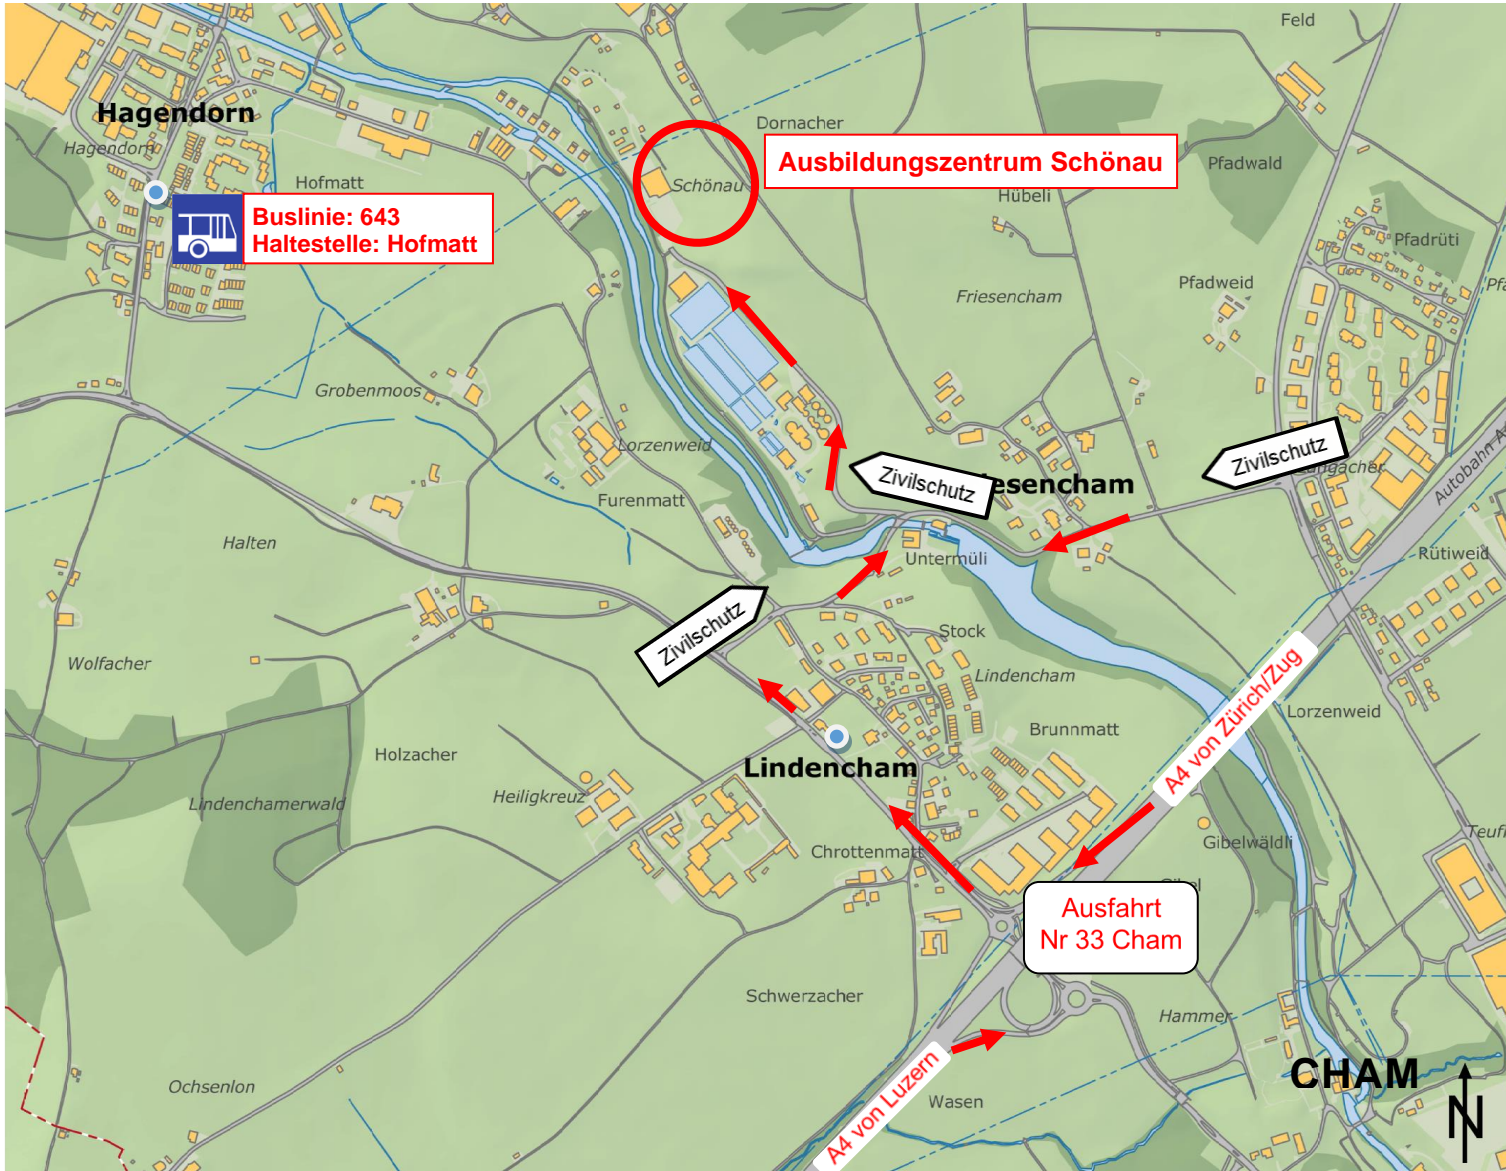 Feld
Hagendorn
Dornacher
Hagendorn
Ausbildungszentrum Schönau
Pfadwald
Hofmatt
Schönau
Hübeli
Buslinie: 643
Haltestelle: Hofmatt
Pfadrüti
Pfadweid
Friesencham
Grobenmoos
Lorzenweid
Zivilschutz
Zivilschutz
esencham
Autobahn A
Furenmatt
Halten
Untermüli
Rütiweid
Zivilschutz
Stock
Wolfacher
Lindencham
A4 von Zürich/Zug
Lorzenweid
Brunnmatt
Holzacher
Lindencham
Heiligkreuz
Lindenchamerwald
Chrottenmatt
Gibelwäldli
Teufl
Ausfahrt
Nr 33 Cham
Schwerzacher
Hammer
CHAM
Ochsenlon
A4 von Luzern
Wasen
N